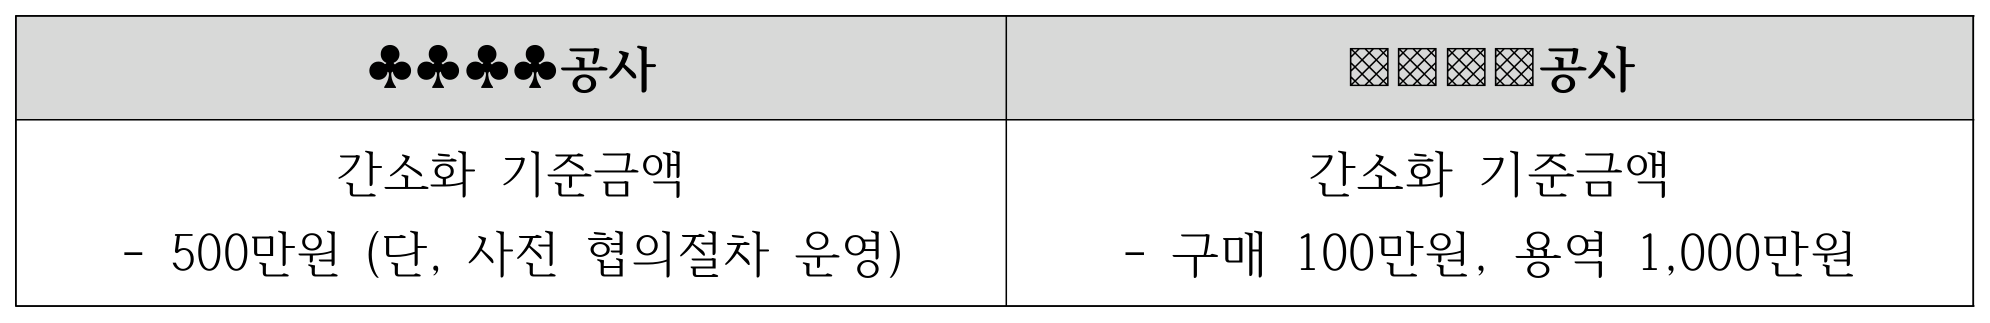 ♣♣♣♣공사
▩▩▩▩공사
간소화 기준금액
- 500만원 (단, 사전 협의절차 운영)
간소화 기준금액
- 구매 100만원, 용역 1,000만원